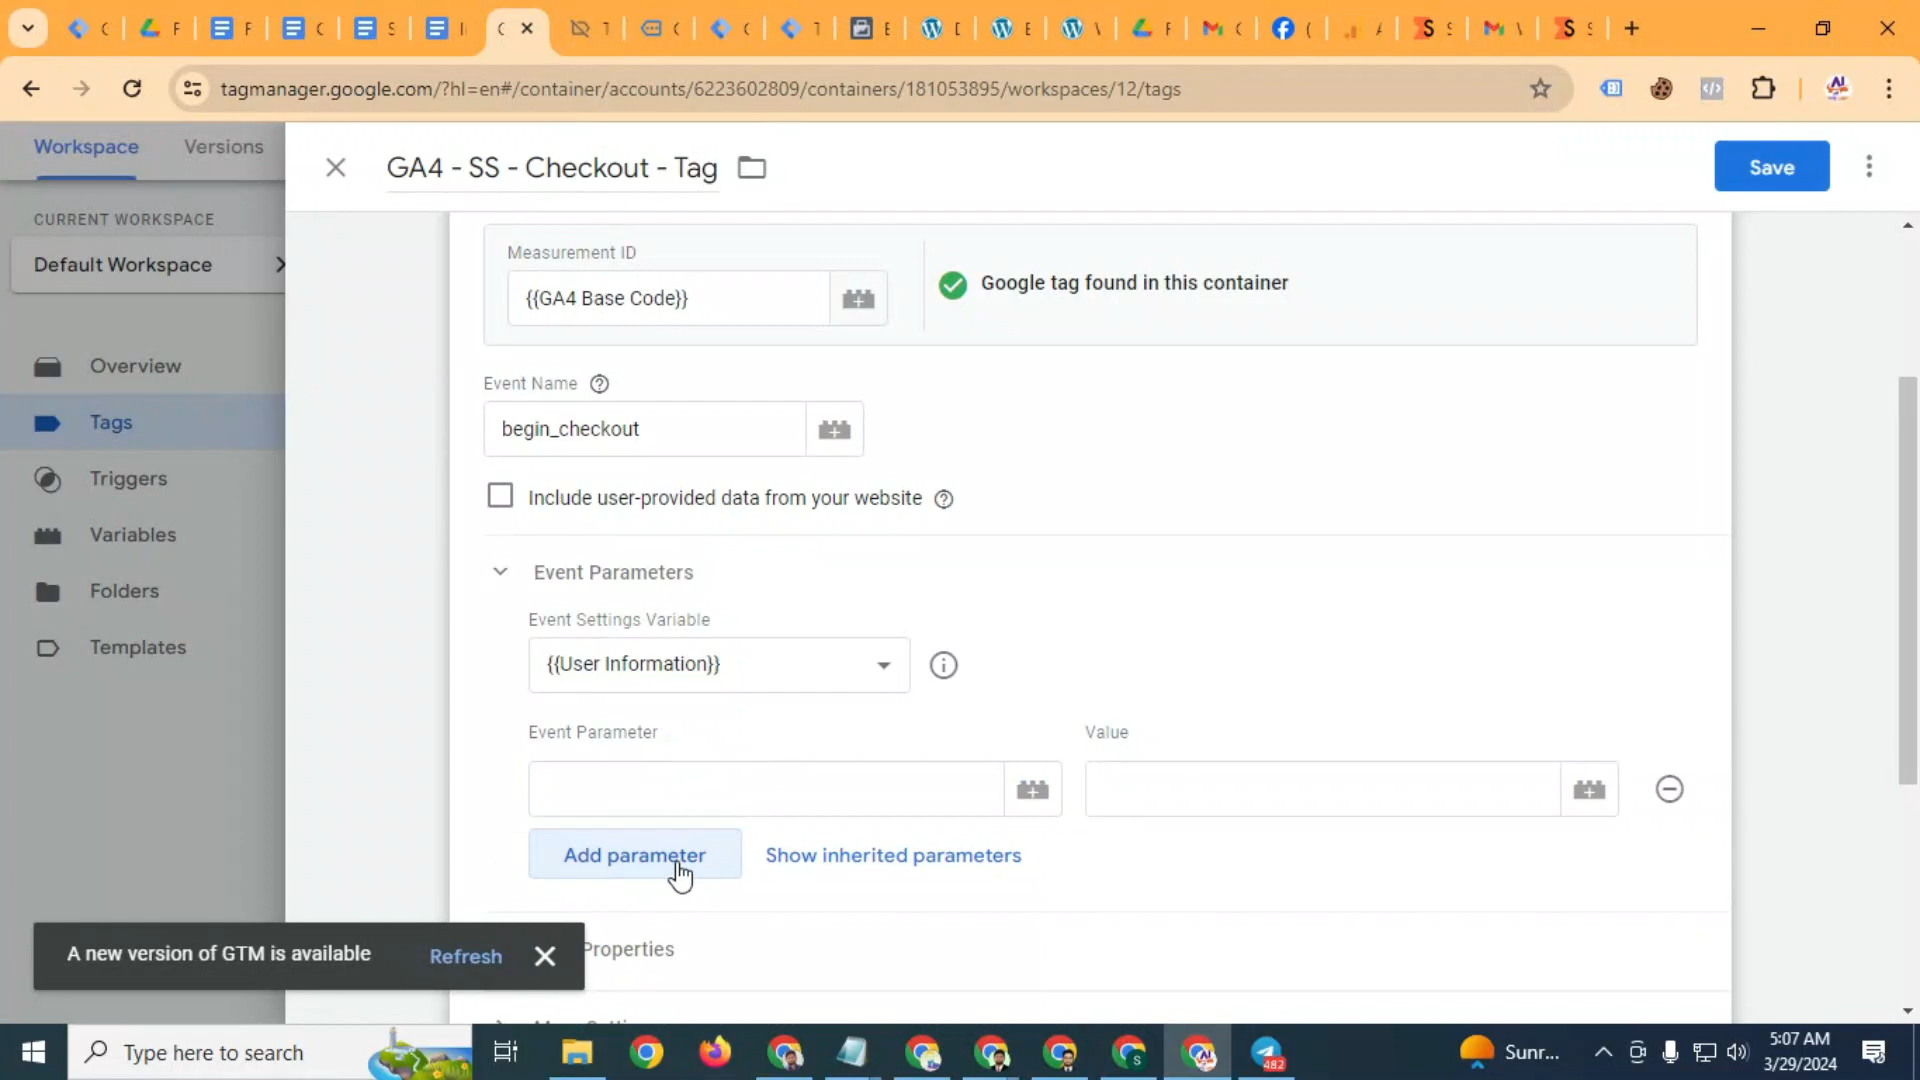 tagmanager.google.com/?hl=en#/container/accounts/6223602809/containers/181053895/workspaces/12/tags
Workspace
Versions
GA4 - SS - Checkout - Tag
Save
CURRENT WORKSPACE
Default Workspace
Overview
Tags
Triggers
Variables
Folders
Templates
Measurement ID
{{GA4 Base Code}}
Google tag found in this container
Event Name
begin_checkout
Include user-provided data from your website
Event Parameters
Event Settings Variable
{{User Information}}
Event Parameter
Value
Add parameter
Show inherited parameters
Properties
A new version of GTM is available
Refresh
Type here to search
482
Sunr...
5:07 AM
3/29/2024